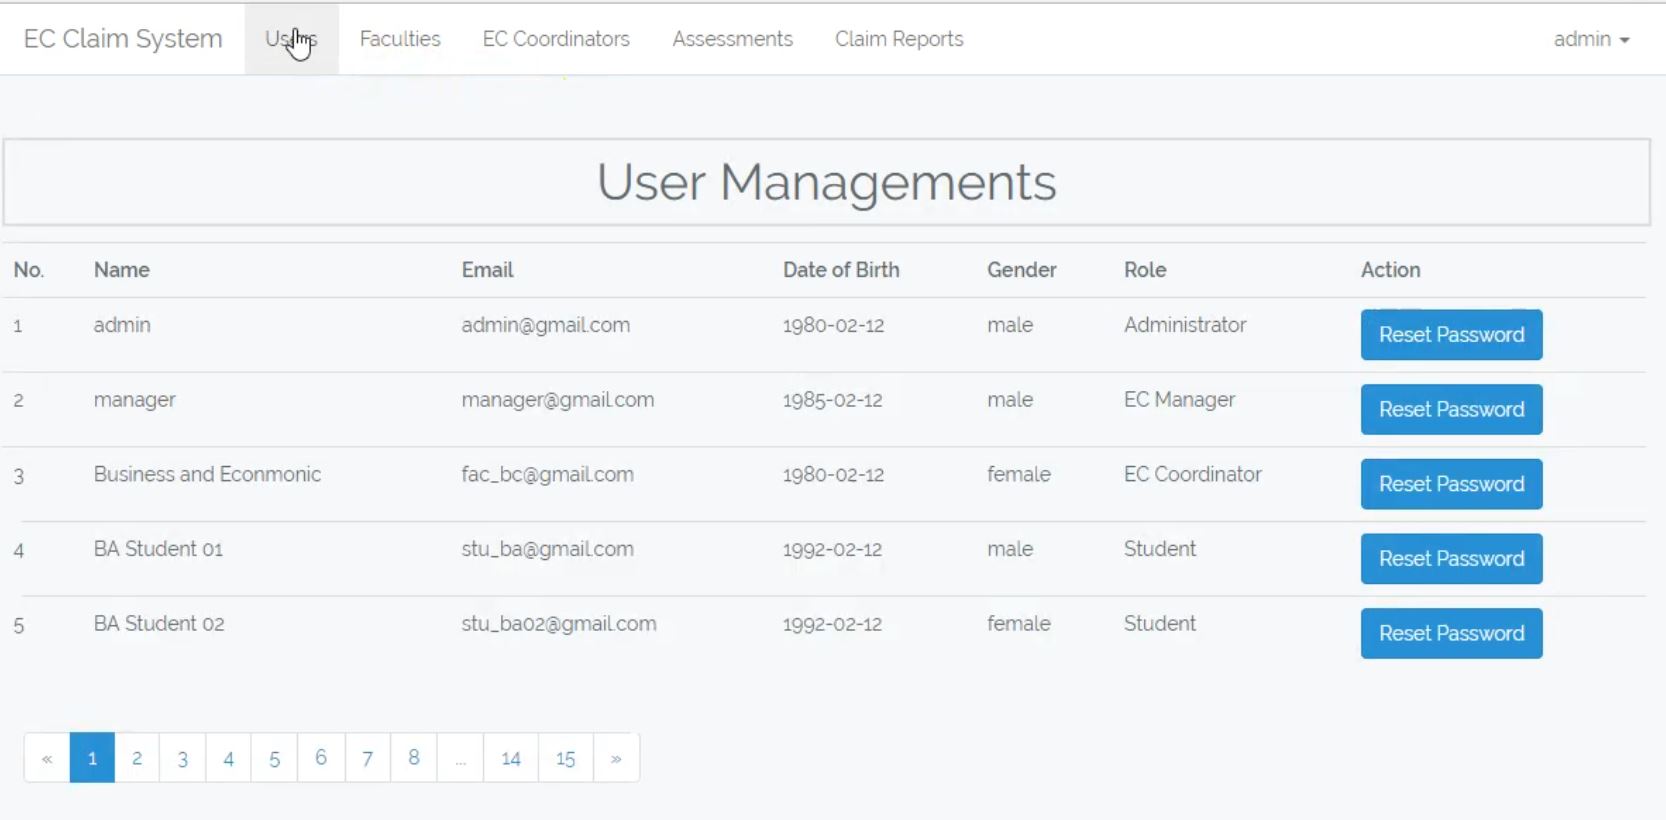 EC Claim System Users Faculties EC Coordinators Assessments Claim Reports admin
User Managements
No. Name Email Date of Birth Gender Role Action
1 admin admin@gmail.com 1980-02-12 male Administrator Reset Password
2 manager manager@gmail.com 1985-02-12 male EC Manager Reset Password
3 Business and Econmonic fac_bc@gmail.com 1980-02-12 female EC Coordinator Reset Password
4 BA Student 01 stu_ba@gmail.com 1992-02-12 male Student Reset Password
5 BA Student 02 stu_ba02@gmail.com 1992-02-12 female Student Reset Password
« 1 2 3 4 5 6 7 8 ... 14 15 »